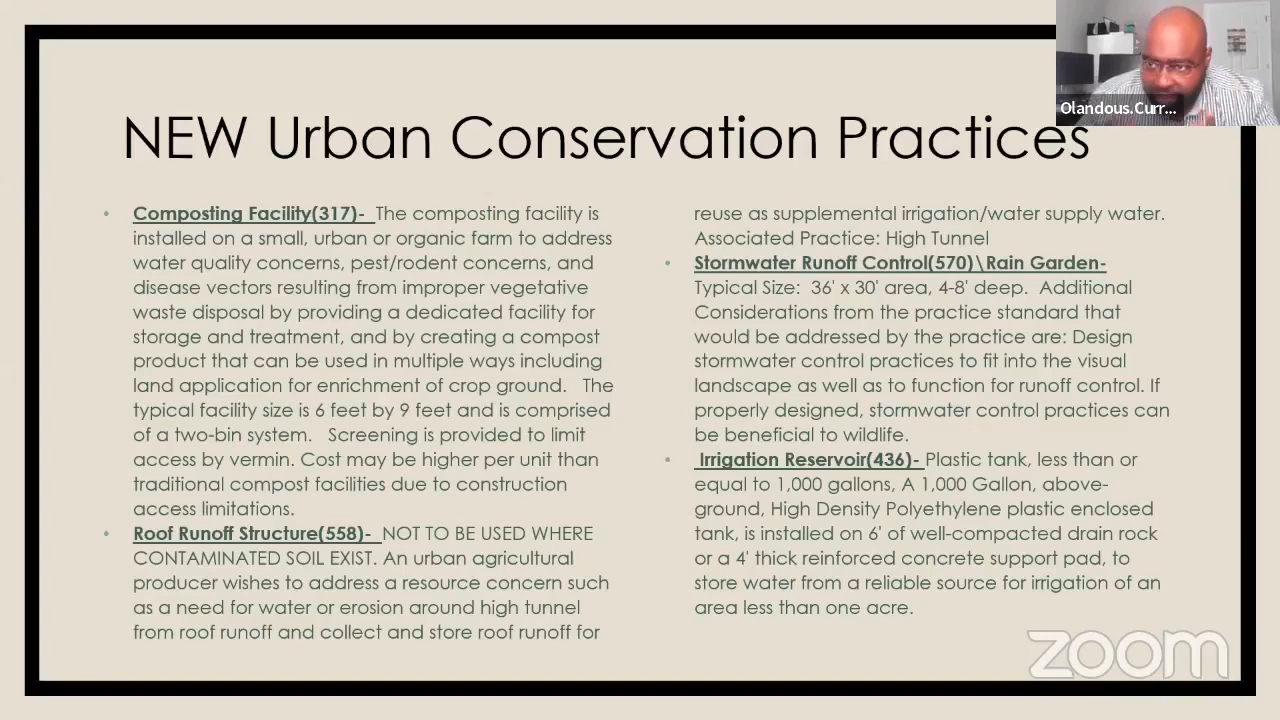 Olandous.Curr...
NEW Urban Conservation Practices
• Composting Facility(317)- The composting facility is
installed on a small, urban or organic farm to address
water quality concerns, pest/rodent concerns, and
disease vectors resulting from improper vegetative
waste disposal by providing a dedicated facility for
storage and treatment, and by creating a compost
product that can be used in multiple ways including
land application for enrichment of crop ground. The
typical facility size is 6 feet by 9 feet and is comprised
of a two-bin system. Screening is provided to limit
access by vermin. Cost may be higher per unit than
traditional compost facilities due to construction
access limitations.
• Roof Runoff Structure(558)- NOT TO BE USED WHERE
CONTAMINATED SOIL EXIST. An urban agricultural
producer wishes to address a resource concern such
as a need for water or erosion around high tunnel
from roof runoff and collect and store roof runoff for
reuse as supplemental irrigation/water supply water.
Associated Practice: High Tunnel
• Stormwater Runoff Control(570)\Rain Garden-
Typical Size: 36' x 30' area, 4-8' deep. Additional
Considerations from the practice standard that
would be addressed by the practice are: Design
stormwater control practices to fit into the visual
landscape as well as to function for runoff control. If
properly designed, stormwater control practices can
be beneficial to wildlife.
• Irrigation Reservoir(436)- Plastic tank, less than or
equal to 1,000 gallons, A 1,000 Gallon, above-
ground, High Density Polyethylene plastic enclosed
tank, is installed on 6' of well-compacted drain rock
or a 4' thick reinforced concrete support pad, to
store water from a reliable source for irrigation of an
area less than one acre.
zoom